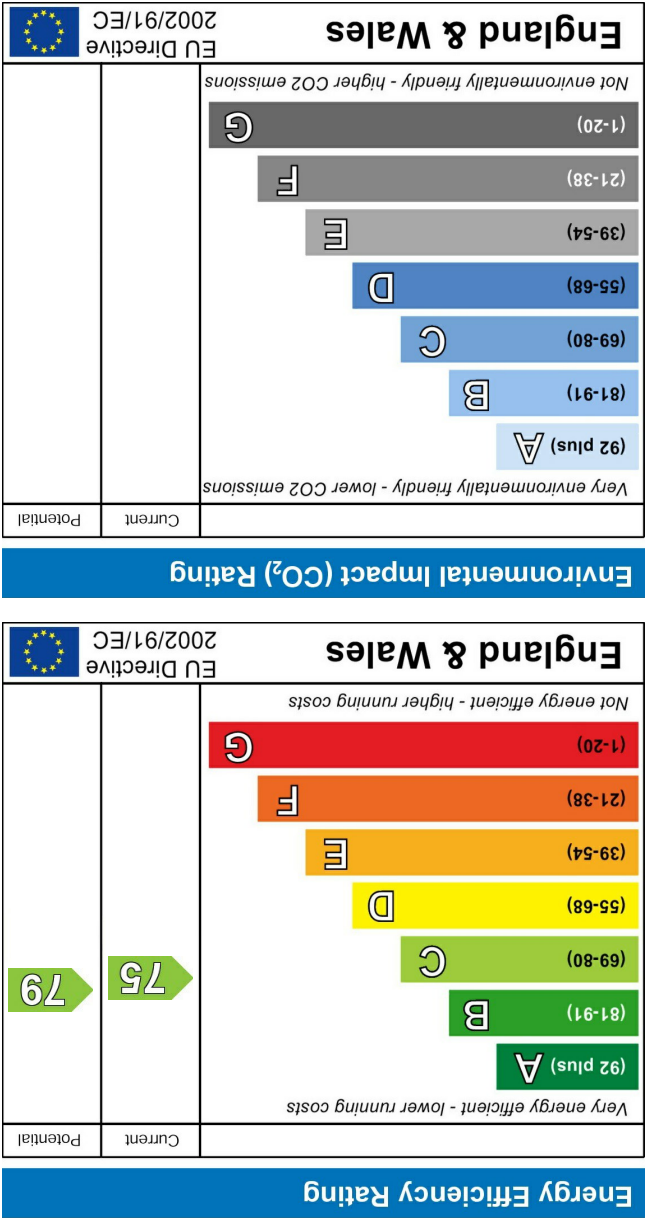 Energy Efficiency Rating
Current Potential
Very energy efficient - lower running costs
(92 plus) A
(81-91) B
(69-80) C
(55-68) D
(39-54) E
(21-38) F
(1-20) G
75
79
Not energy efficient - higher running costs
England & Wales
EU Directive
2002/91/EC
Environmental Impact (CO₂) Rating
Current Potential
Very environmentally friendly - lower CO2 emissions
(92 plus) A
(81-91) B
(69-80) C
(55-68) D
(39-54) E
(21-38) F
(1-20) G
Not environmentally friendly - higher CO2 emissions
England & Wales
EU Directive
2002/91/EC